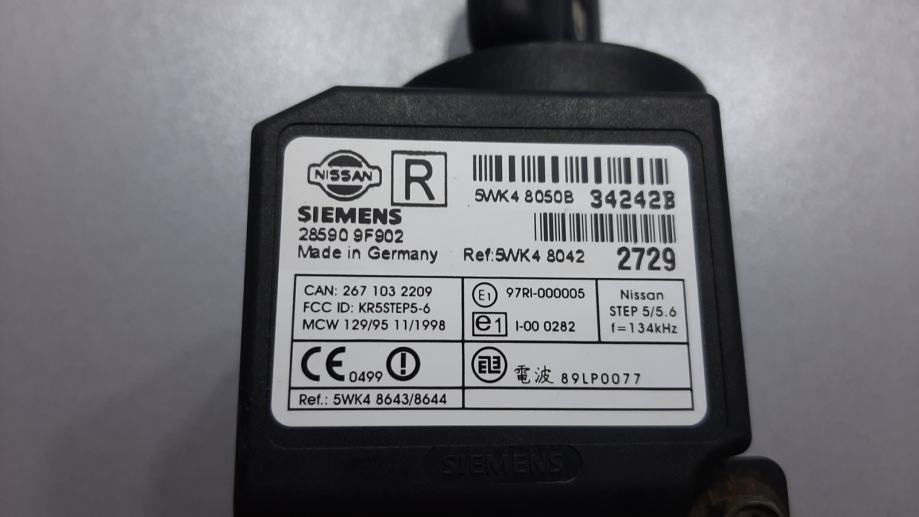 NISSAN
R
5WK4 8050B 34242B
SIEMENS
28590 9F902
Made in Germany Ref:5WK4 8042 2729
CAN: 267 103 2209
FCC ID: KR5STEP5-6
MCW 129/95 11/1998
E1 97RI-000005
e1 I-00 0282
Nissan
STEP 5/5.6
f=134kHz
CE 0499
電波 89LP0077
Ref.: 5WK4 8643/8644
SIEMENS